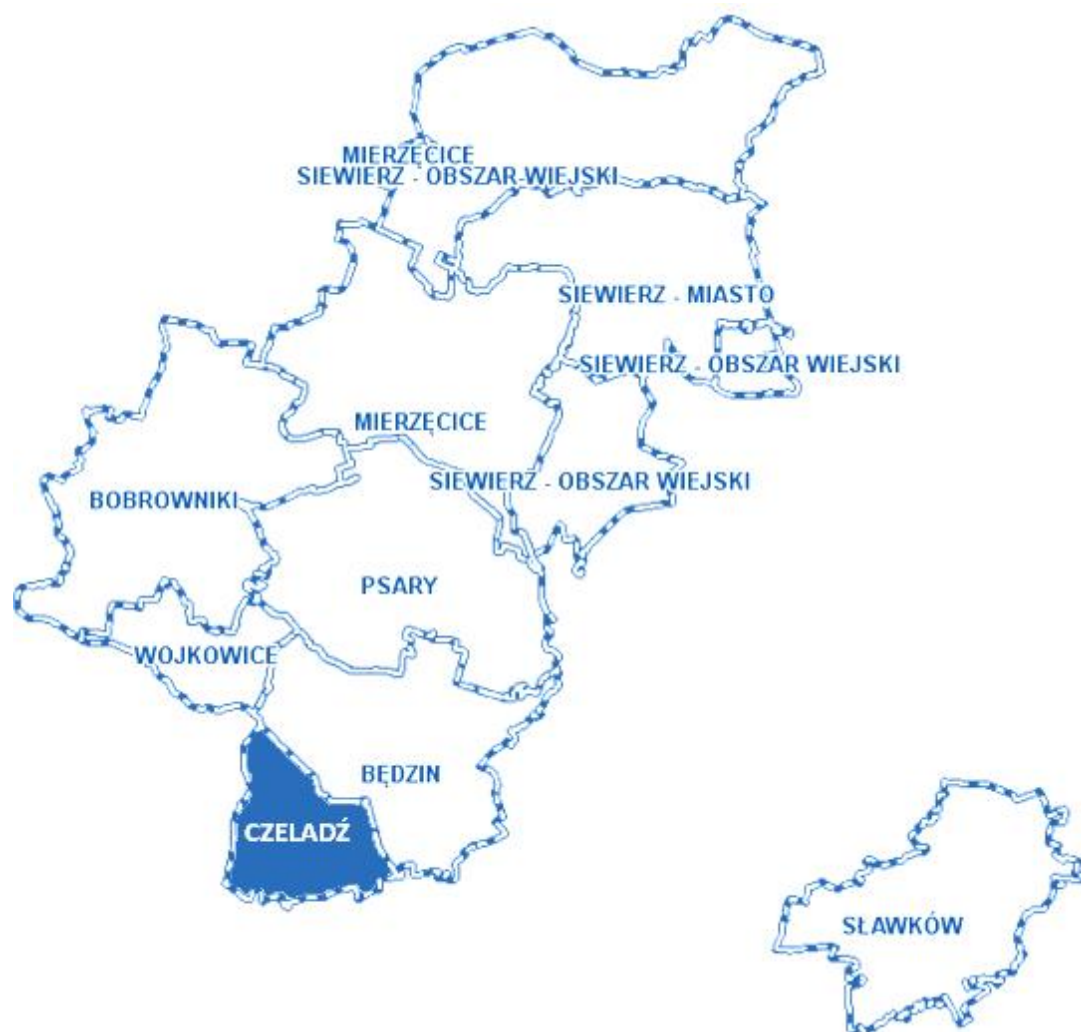 MIERZĘCICE
SIEWIERZ - OBSZAR WIEJSKI
SIEWIERZ - MIASTO
SIEWIERZ - OBSZAR WIEJSKI
MIERZĘCICE
SIEWIERZ - OBSZAR WIEJSKI
BOBROWNIKI
PSARY
WOJKOWICE
BĘDZIN
CZELADŹ
SŁAWKÓW